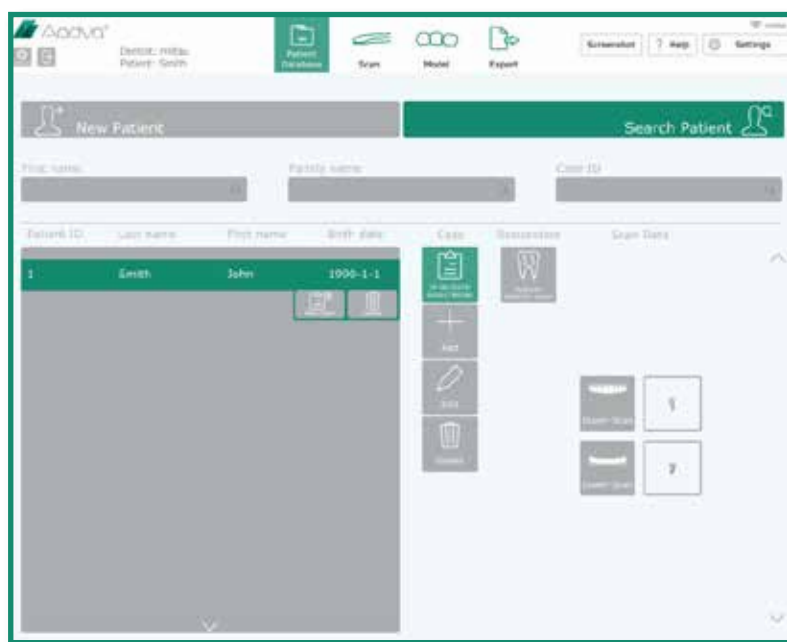 Aadva
Dentist: mitsu
Patient: Smith
Patient
Database
Scan
Model
Export
Screenshot
? Help
Settings
New Patient
Search Patient
First name
Family name
Case ID
Patient ID Last name First name Birth date Case Restoration Scan Data
1 Smith John 1990-1-1
Add
Edit
Delete
Upper Scan 1
Lower Scan 2